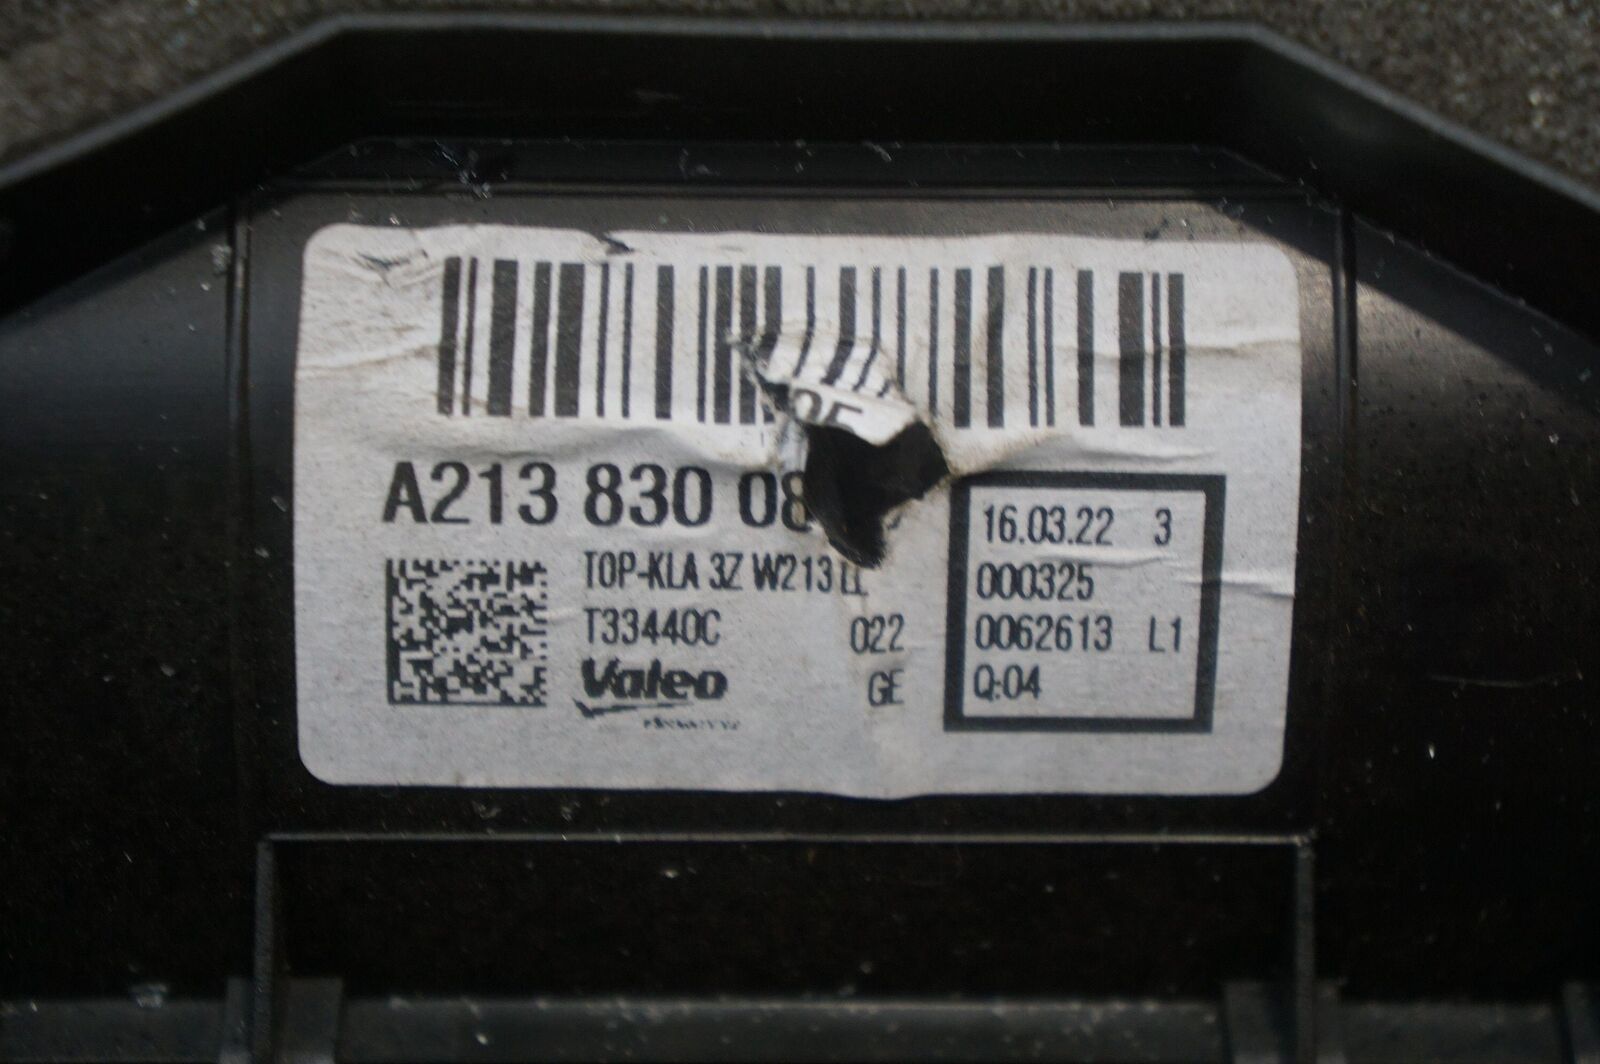 A213 830 08
TOP-KLA 3Z W213 LL
T33440C 022
Valeo GE
16.03.22 3
000325
0062613 L1
Q:04